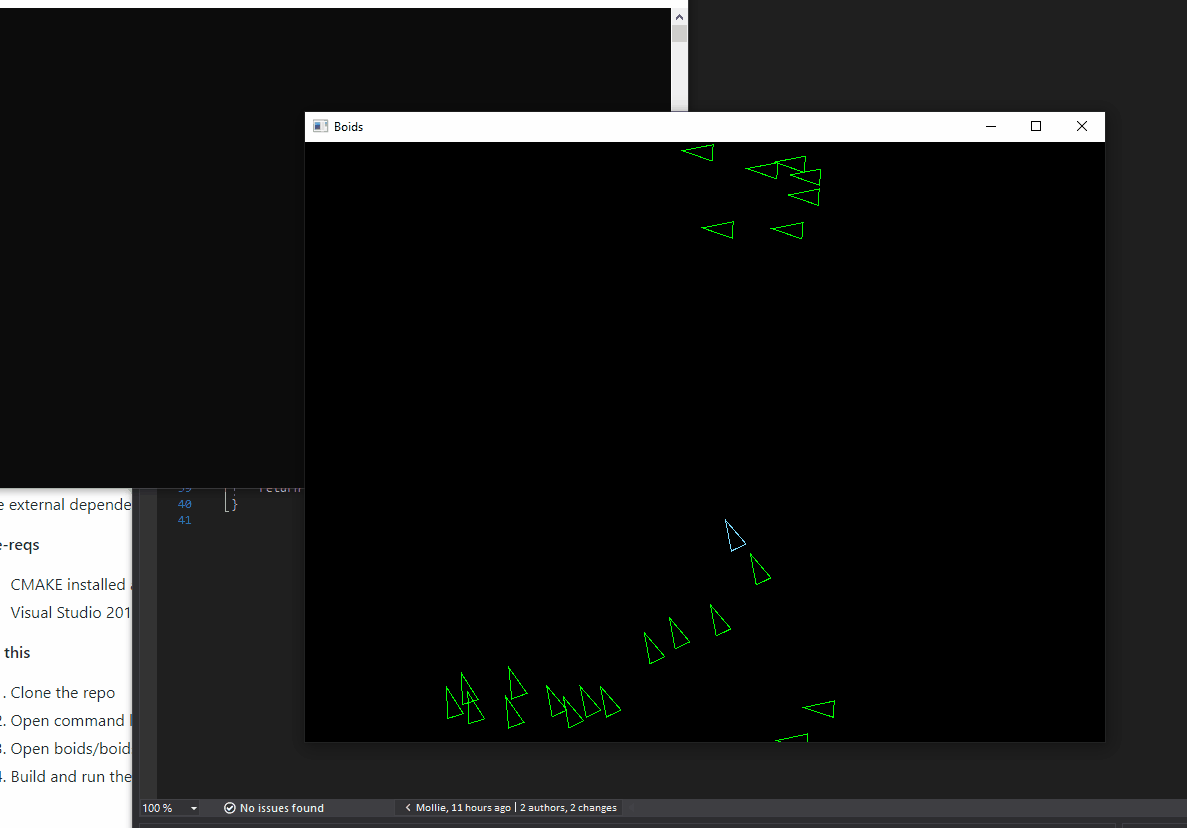 Boids
e external depende
e-reqs
CMAKE installed
Visual Studio 201
this
. Clone the repo
2. Open command
3. Open boids/boid
4. Build and run the
39 return
40 }
41
100 % No issues found < Mollie, 11 hours ago | 2 authors, 2 changes